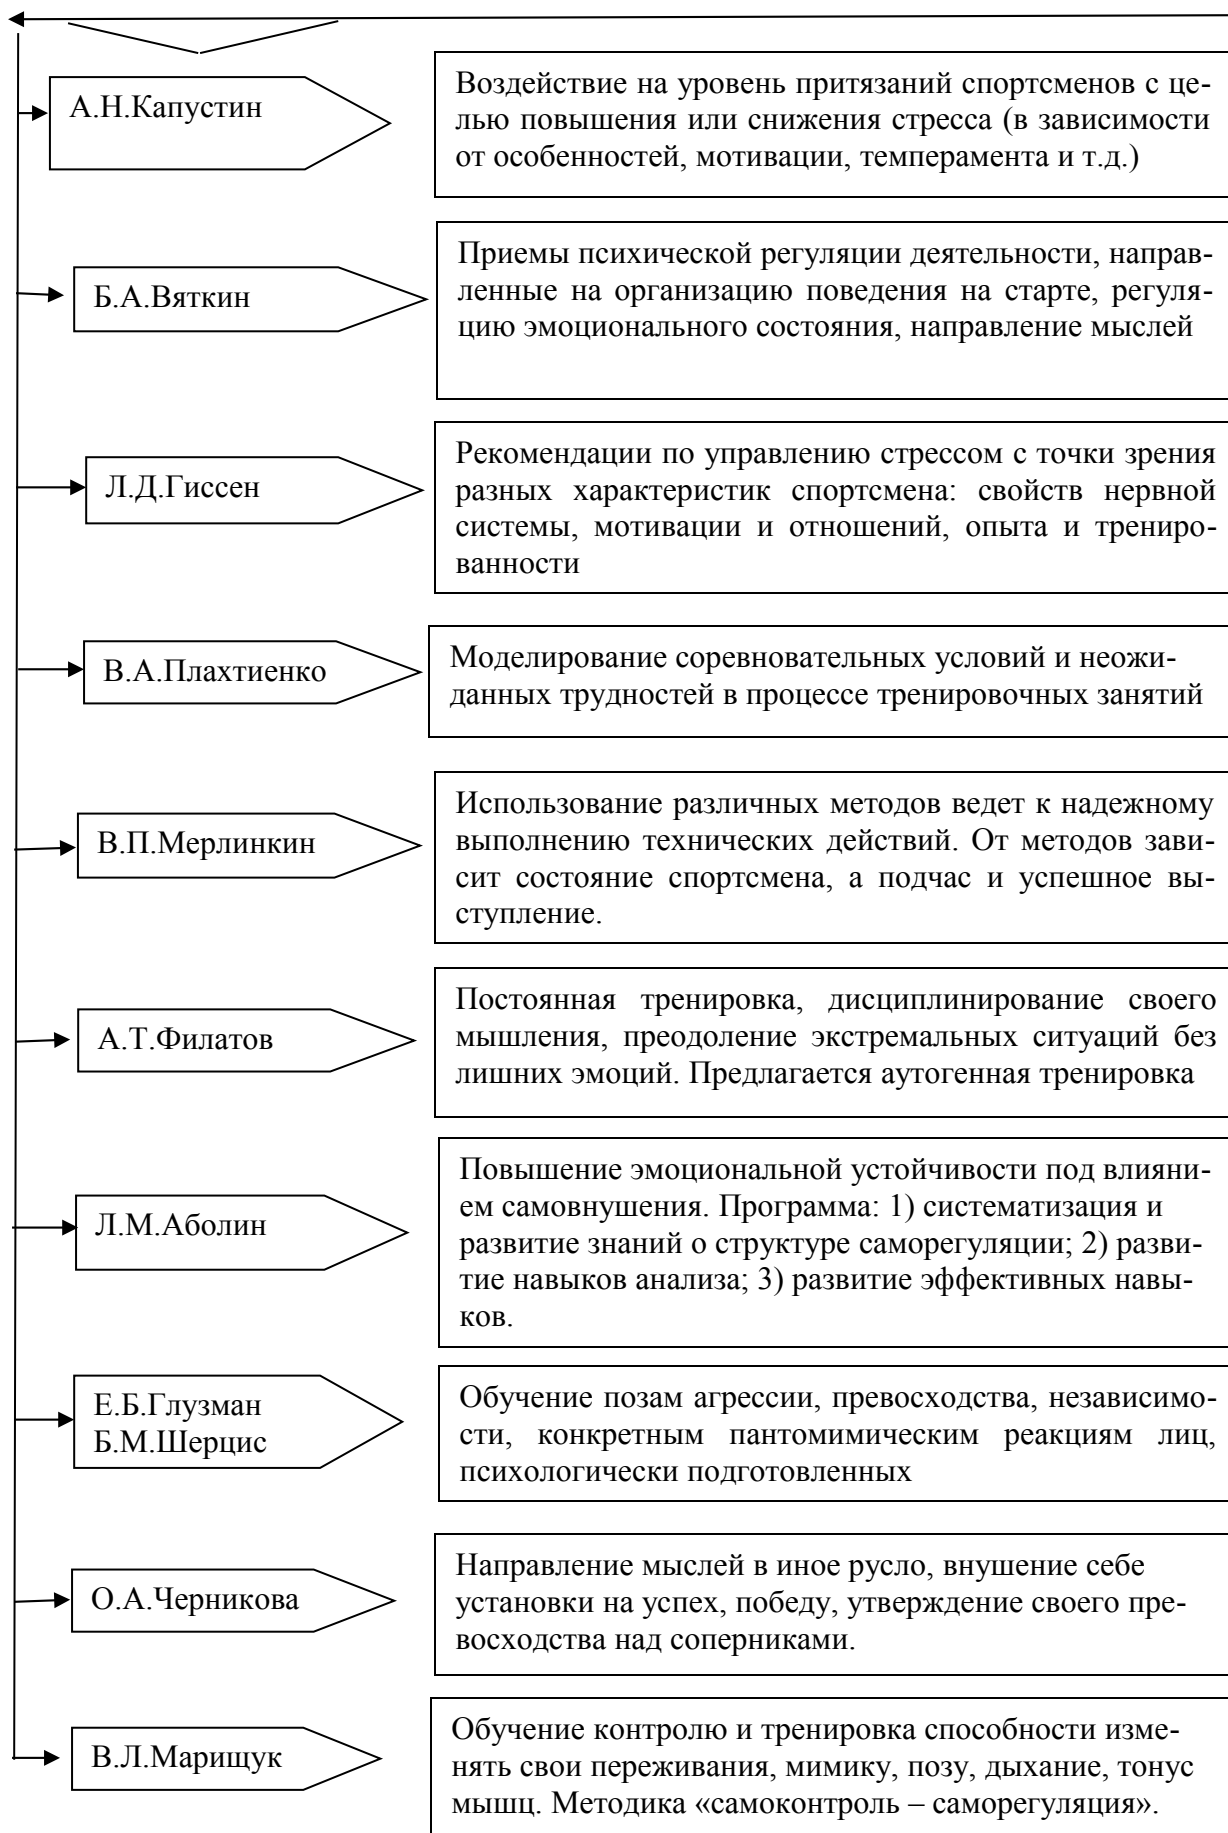 А.Н.Капустин
Воздействие на уровень притязаний спортсменов с це-
лью повышения или снижения стресса (в зависимости
от особенностей, мотивации, темперамента и т.д.)
Б.А.Вяткин
Приемы психической регуляции деятельности, направ-
ленные на организацию поведения на старте, регуля-
цию эмоционального состояния, направление мыслей
Л.Д.Гиссен
Рекомендации по управлению стрессом с точки зрения
разных характеристик спортсмена: свойств нервной
системы, мотивации и отношений, опыта и трениро-
ванности
В.А.Плахтиенко
Моделирование соревновательных условий и неожи-
данных трудностей в процессе тренировочных занятий
В.П.Мерлинкин
Использование различных методов ведет к надежному
выполнению технических действий. От методов зави-
сит состояние спортсмена, а подчас и успешное вы-
ступление.
А.Т.Филатов
Постоянная тренировка, дисциплинирование своего
мышления, преодоление экстремальных ситуаций без
лишних эмоций. Предлагается аутогенная тренировка
Л.М.Аболин
Повышение эмоциональной устойчивости под влияни-
ем самовнушения. Программа: 1) систематизация и
развитие знаний о структуре саморегуляции; 2) разви-
тие навыков анализа; 3) развитие эффективных навы-
ков.
Е.Б.Глузман
Б.М.Шерцис
Обучение позам агрессии, превосходства, независимо-
сти, конкретным пантомимическим реакциям лиц,
психологически подготовленных
О.А.Черникова
Направление мыслей в иное русло, внушение себе
установки на успех, победу, утверждение своего пре-
восходства над соперниками.
В.Л.Марищук
Обучение контролю и тренировка способности изме-
нять свои переживания, мимику, позу, дыхание, тонус
мышц. Методика «самоконтроль – саморегуляция».